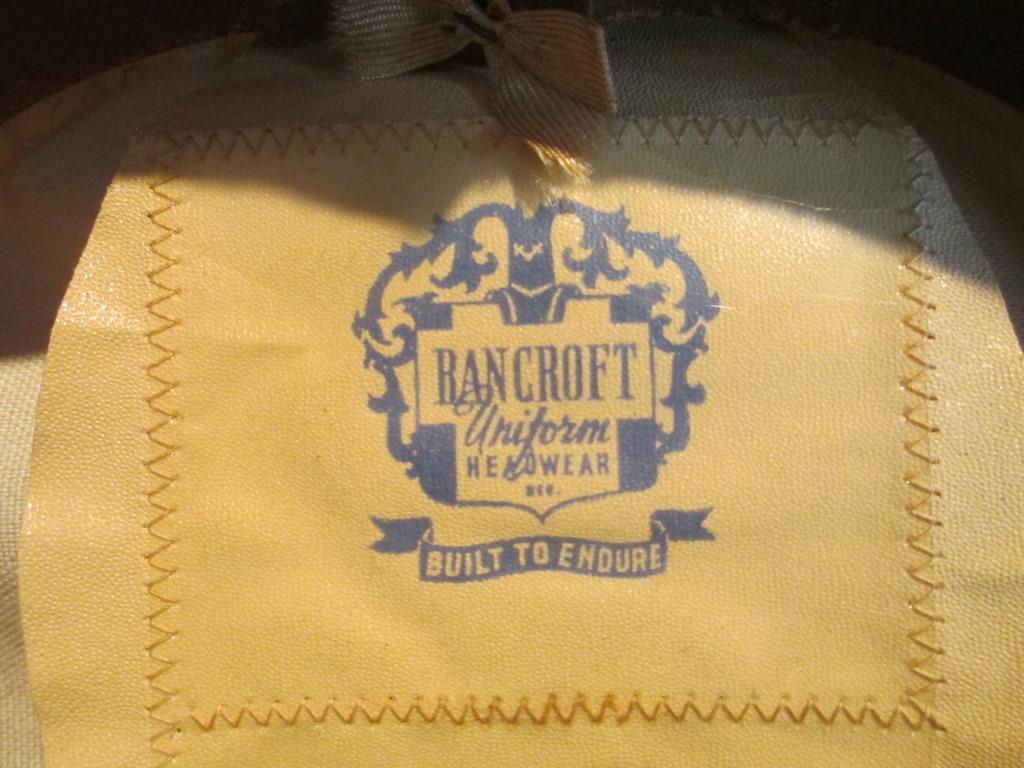 BANCROFT
Uniform
HEADWEAR
BUILT TO ENDURE